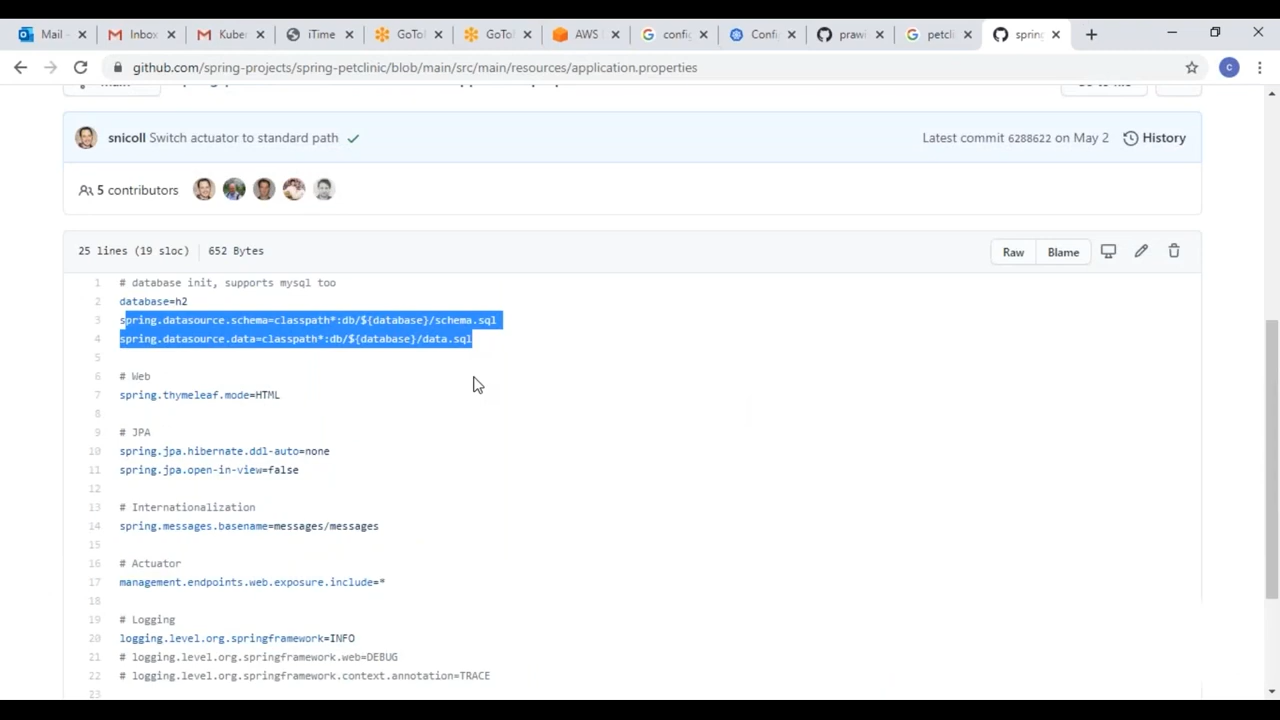 Mail -
Inbox
Kube
iTime
GoTo
GoTo
AWS
config
Confi
prawi
petcl
spring
github.com/spring-projects/spring-petclinic/blob/main/src/main/resources/application.properties
C
snicoll Switch actuator to standard path
Latest commit 6288622 on May 2
History
5 contributors
25 lines (19 sloc)
652 Bytes
Raw
Blame
1 # database init, supports mysql too
2 database=h2
3 spring.datasource.schema=classpath*:db/${database}/schema.sql
4 spring.datasource.data=classpath*:db/${database}/data.sql
5
6 # Web
7 spring.thymeleaf.mode=HTML
8
9 # JPA
10 spring.jpa.hibernate.ddl-auto=none
11 spring.jpa.open-in-view=false
12
13 # Internationalization
14 spring.messages.basename=messages/messages
15
16 # Actuator
17 management.endpoints.web.exposure.include=*
18
19 # Logging
20 logging.level.org.springframework=INFO
21 # logging.level.org.springframework.web=DEBUG
22 # logging.level.org.springframework.context.annotation=TRACE
23